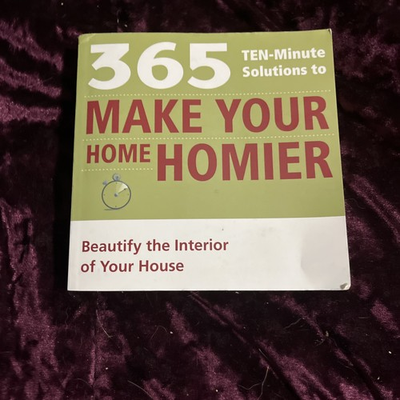 365 TEN-Minute
Solutions to
MAKE YOUR
HOME HOMIER
Beautify the Interior
of Your House